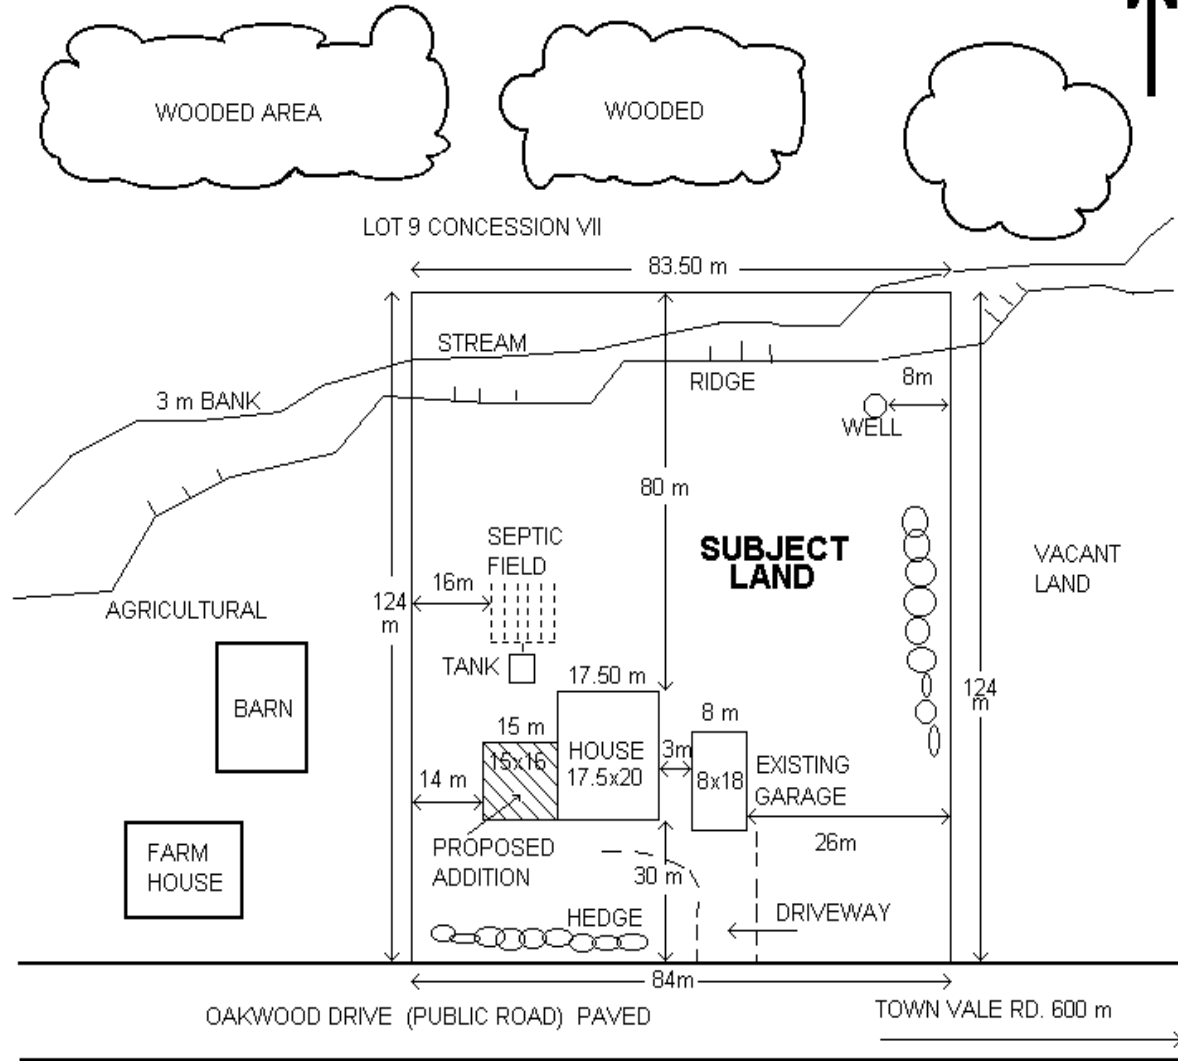 N
WOODED AREA
WOODED
LOT 9 CONCESSION VII
83.50 m
STREAM
RIDGE
8m
3 m BANK
WELL
80 m
SEPTIC
FIELD
SUBJECT
LAND
VACANT
LAND
16m
124
m
AGRICULTURAL
TANK
17.50 m
124
m
BARN
15 m
8 m
15x16
HOUSE
17.5x20
3m
8x18
EXISTING
GARAGE
14 m
26m
PROPOSED
ADDITION
30 m
FARM
HOUSE
HEDGE
DRIVEWAY
84m
OAKWOOD DRIVE (PUBLIC ROAD) PAVED
TOWN VALE RD. 600 m